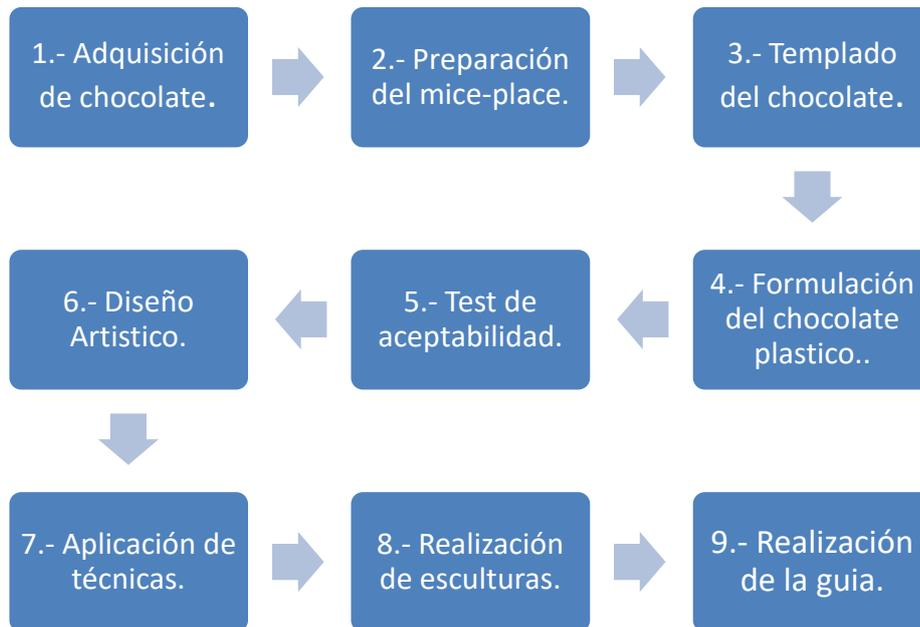 1.- Adquisición
de chocolate.
2.- Preparación
del mice-place.
3.- Templado
del chocolate.
4.- Formulación
del chocolate
plastico..
5.- Test de
aceptabilidad.
6.- Diseño
Artistico.
7.- Aplicación de
técnicas.
8.- Realización
de esculturas.
9.- Realización
de la guia.